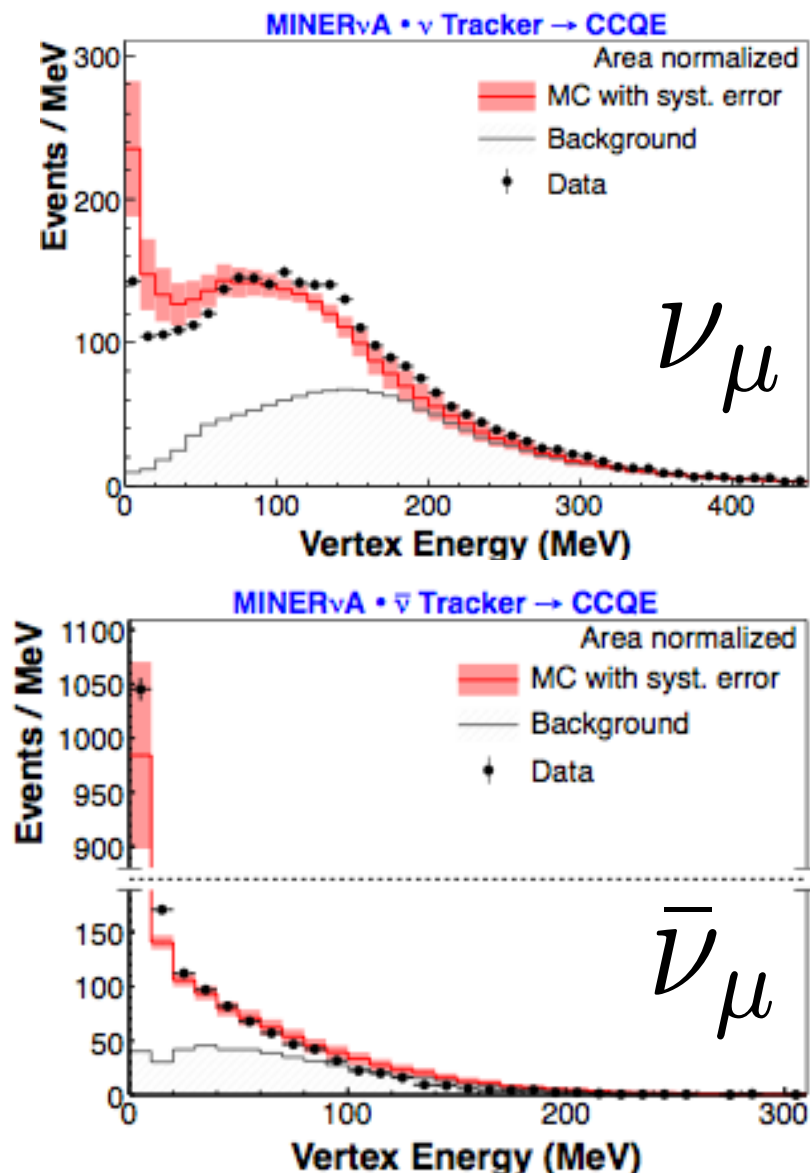 MINERνA • ν Tracker → CCQE
Area normalized
MC with syst. error
Background
Data
Events / MeV
300
200
100
0
ν_μ
0 100 200 300 400
Vertex Energy (MeV)
MINERνA • ν̄ Tracker → CCQE
Area normalized
MC with syst. error
Background
Data
Events / MeV
1100
1050
1000
950
900
150
100
50
0
ν̄_μ
0 100 200 300
Vertex Energy (MeV)